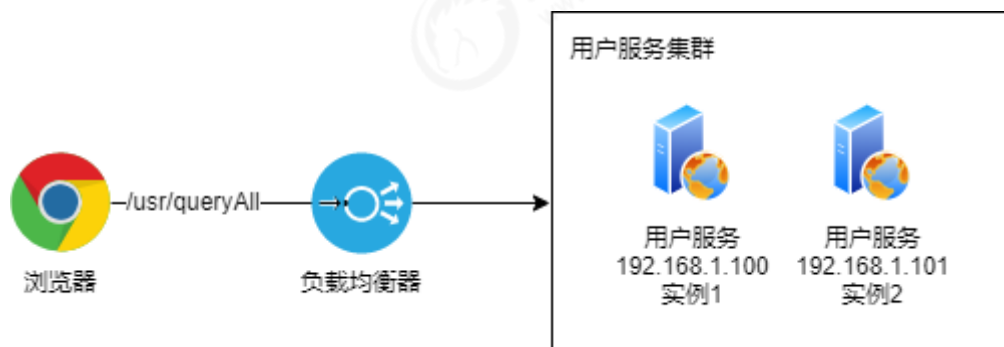 用户服务集群
/usr/queryAll
浏览器
负载均衡器
用户服务
192.168.1.100
实例1
用户服务
192.168.1.101
实例2